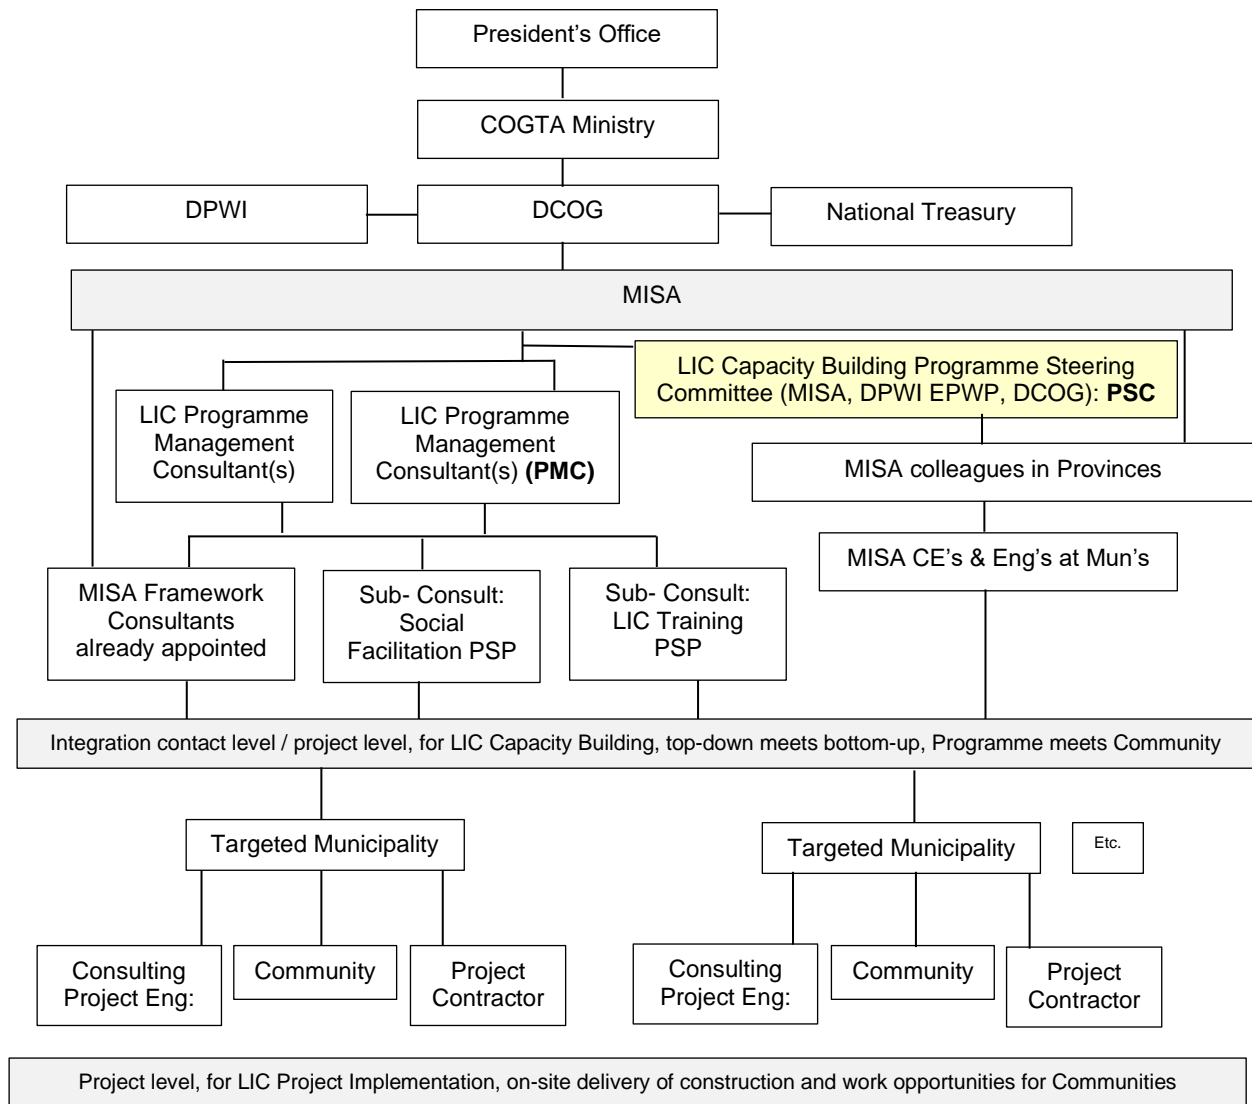 President’s Office
COGTA Ministry
DPWI
DCOG
National Treasury
MISA
LIC Capacity Building Programme Steering
Committee (MISA, DPWI EPWP, DCOG): PSC
LIC Programme
Management
Consultant(s)
LIC Programme
Management
Consultant(s) (PMC)
MISA colleagues in Provinces
MISA CE’s & Eng’s at Mun’s
MISA Framework
Consultants
already appointed
Sub- Consult:
Social
Facilitation PSP
Sub- Consult:
LIC Training
PSP
Integration contact level / project level, for LIC Capacity Building, top-down meets bottom-up, Programme meets Community
Targeted Municipality
Targeted Municipality
Etc.
Consulting
Project Eng:
Community
Project
Contractor
Consulting
Project Eng:
Community
Project
Contractor
Project level, for LIC Project Implementation, on-site delivery of construction and work opportunities for Communities